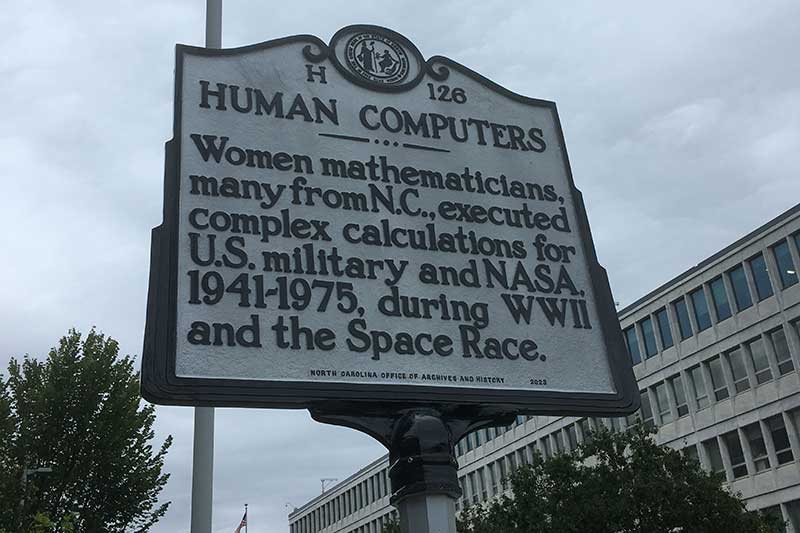 H 126
HUMAN COMPUTERS
Women mathematicians,
many from N.C., executed
complex calculations for
U.S. military and NASA,
1941-1975, during WWII
and the Space Race.
NORTH CAROLINA OFFICE OF ARCHIVES AND HISTORY 2023